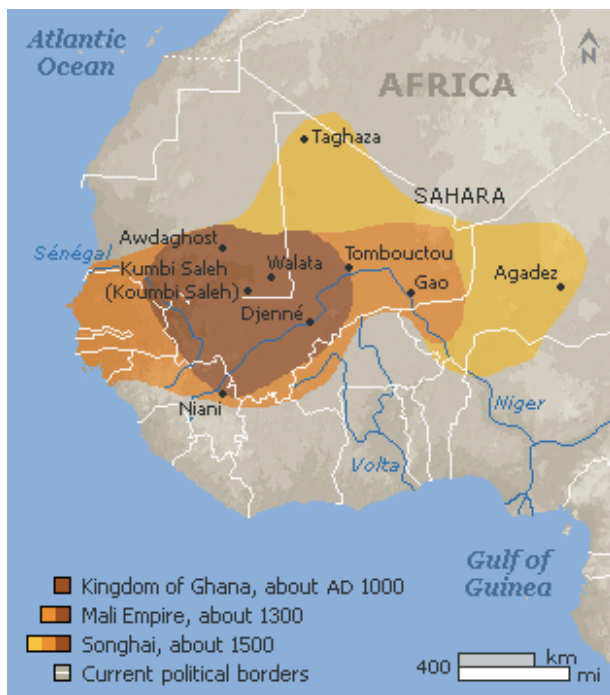 Atlantic
Ocean
N
AFRICA
Taghaza
SAHARA
Awdaghost
Sénégal
Kumbi Saleh
(Koumbi Saleh)
Walata
Tombouctou
Gao
Agadez
Djenné
Niani
Niger
Volta
Gulf of
Guinea
Kingdom of Ghana, about AD 1000
Mali Empire, about 1300
Songhai, about 1500
Current political borders
400
km
mi